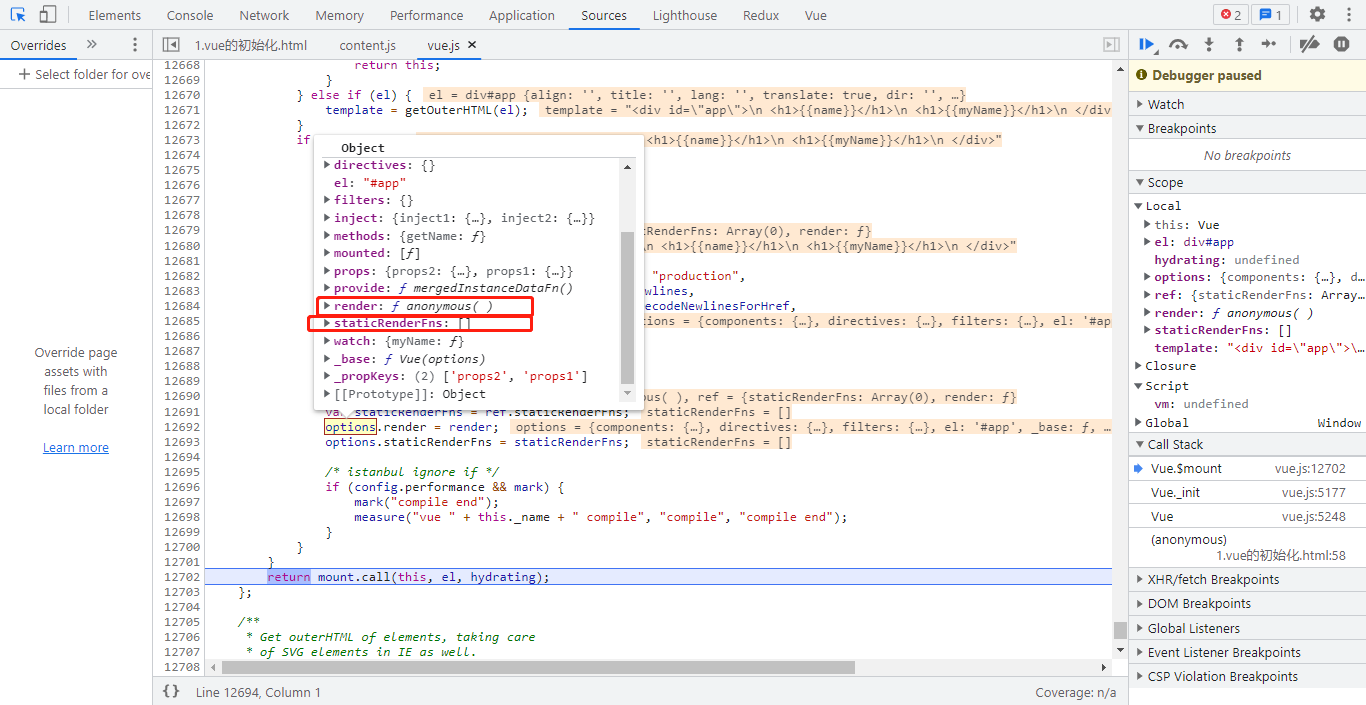 Elements Console Network Memory Performance Application Sources Lighthouse Redux Vue 2 1
Overrides » 1.vue的初始化.html content.js vue.js ×
+ Select folder for ove
Override page
assets with
files from a
local folder
Learn more
12668 return this;
12669 }
12670 } else if (el) { el = div#app {align: '', title: '', lang: '', translate: true, dir: '', …}
12671 template = getOuterHTML(el); template = "<div id=\"app\">\n <h1>{{name}}</h1>\n <h1>{{myName}}</h1>\n </div
12672 }
12673 if <h1>{{name}}</h1>\n <h1>{{myName}}</h1>\n </div>"
12674
12675
12676
12677
12678
12679 ticRenderFns: Array(0), render: ƒ}
12680 \n <h1>{{name}}</h1>\n <h1>{{myName}}</h1>\n </div>"
12681
12682 "production",
12683 wlines,
12684 ecodeNewlinesForHref,
12685 tions = {components: {…}, directives: {…}, filters: {…}, el: '#app
12686
12687
12688
12689
12690 ous( ), ref = {staticRenderFns: Array(0), render: ƒ}
12691 var staticRenderFns = ref.staticRenderFns; staticRenderFns = []
12692 options.render = render; options = {components: {…}, directives: {…}, filters: {…}, el: '#app', _base: ƒ, …
12693 options.staticRenderFns = staticRenderFns; staticRenderFns = []
12694
12695 /* istanbul ignore if */
12696 if (config.performance && mark) {
12697 mark("compile end");
12698 measure("vue " + this._name + " compile", "compile", "compile end");
12699 }
12700 }
12701 }
12702 return mount.call(this, el, hydrating);
12703 };
12704
12705 /**
12706 * Get outerHTML of elements, taking care
12707 * of SVG elements in IE as well.
12708
Object
directives: {}
el: "#app"
filters: {}
inject: {inject1: {…}, inject2: {…}}
methods: {getName: ƒ}
mounted: [ƒ]
props: {props2: {…}, props1: {…}}
provide: ƒ mergedInstanceDataFn()
render: ƒ anonymous( )
staticRenderFns: []
watch: {myName: ƒ}
_base: ƒ Vue(options)
_propKeys: (2) ['props2', 'props1']
[[Prototype]]: Object
{} Line 12694, Column 1 Coverage: n/a
Debugger paused
Watch
Breakpoints
No breakpoints
Scope
Local
this: Vue
el: div#app
hydrating: undefined
options: {components: {…}, d
ref: {staticRenderFns: Array…
render: ƒ anonymous( )
staticRenderFns: []
template: "<div id=\"app\">\…
Closure
Script
vm: undefined
Global Window
Call Stack
Vue.$mount vue.js:12702
Vue._init vue.js:5177
Vue vue.js:5248
(anonymous)
1.vue的初始化.html:58
XHR/fetch Breakpoints
DOM Breakpoints
Global Listeners
Event Listener Breakpoints
CSP Violation Breakpoints